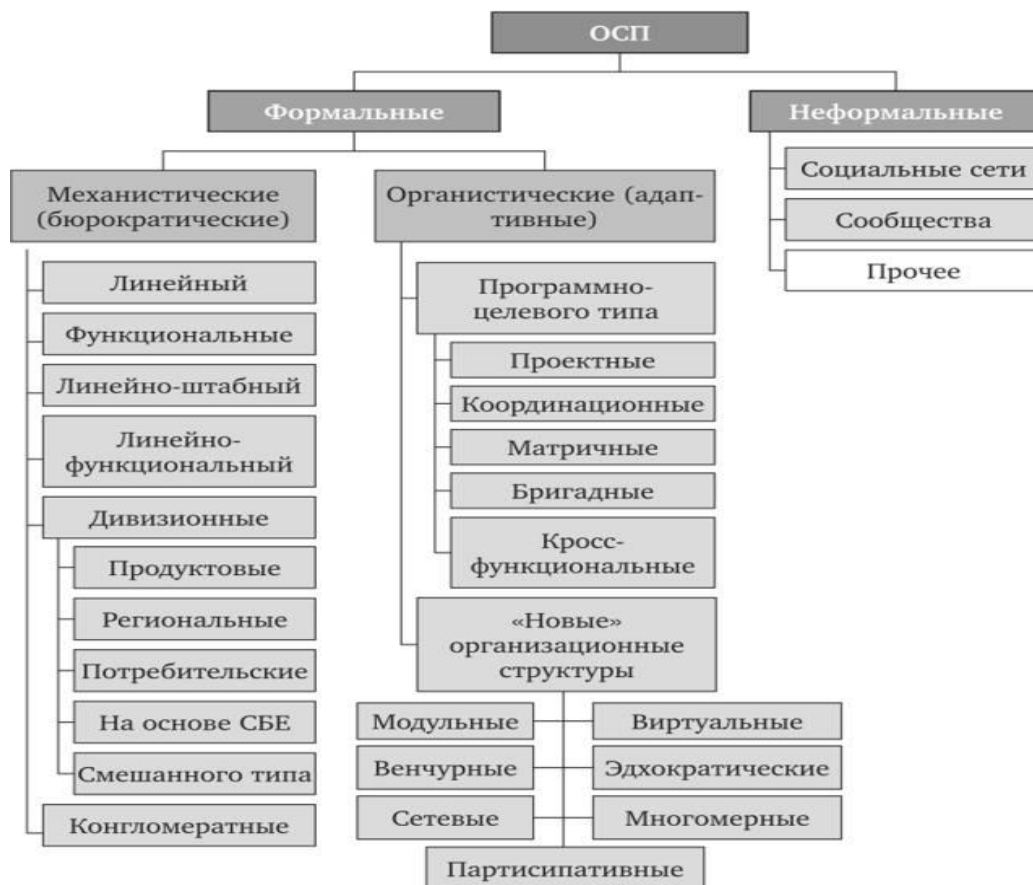 ОСП
Формальные
Неформальные
Механистические
(бюрократические)
Линейный
Функциональные
Линейно-штабный
Линейно-
функциональный
Дивизионные
Продуктовые
Региональные
Потребительские
На основе СБЕ
Смешанного типа
Конгломератные
Органистические (адап-
тивные)
Программно-
целевого типа
Проектные
Координационные
Матричные
Бригадные
Кросс-
функциональные
«Новые»
организационные
структуры
Модульные
Виртуальные
Венчурные
Эдхократические
Сетевые
Многомерные
Партисипативные
Социальные сети
Сообщества
Прочее